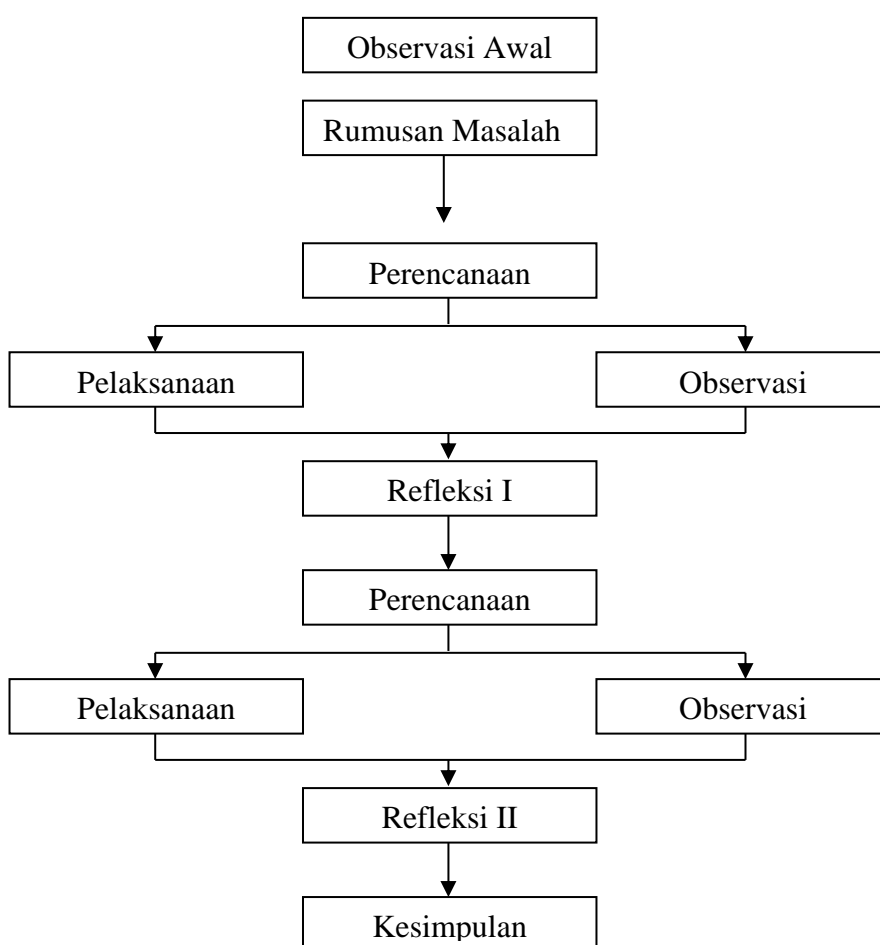 Observasi Awal
Rumusan Masalah
Perencanaan
Pelaksanaan
Observasi
Refleksi I
Perencanaan
Pelaksanaan
Observasi
Refleksi II
Kesimpulan